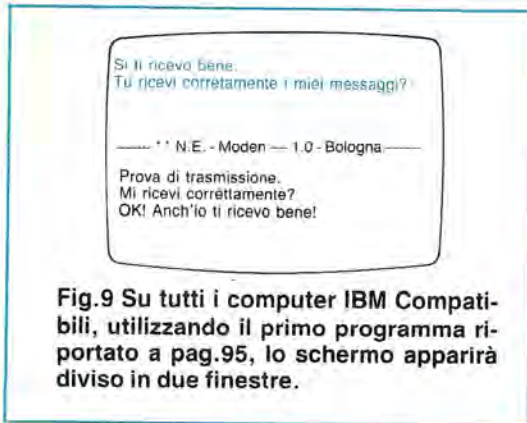 Si ti ricevo bene.
Tu ricevi corretamente i miei messaggi?
—— '' N.E. - Moden — 1.0 - Bologna ——
Prova di trasmissione.
Mi ricevi correttamente?
OK! Anch'io ti ricevo bene!
Fig.9 Su tutti i computer IBM Compati-
bili, utilizzando il primo programma ri-
portato a pag.95, lo schermo apparirà
diviso in due finestre.